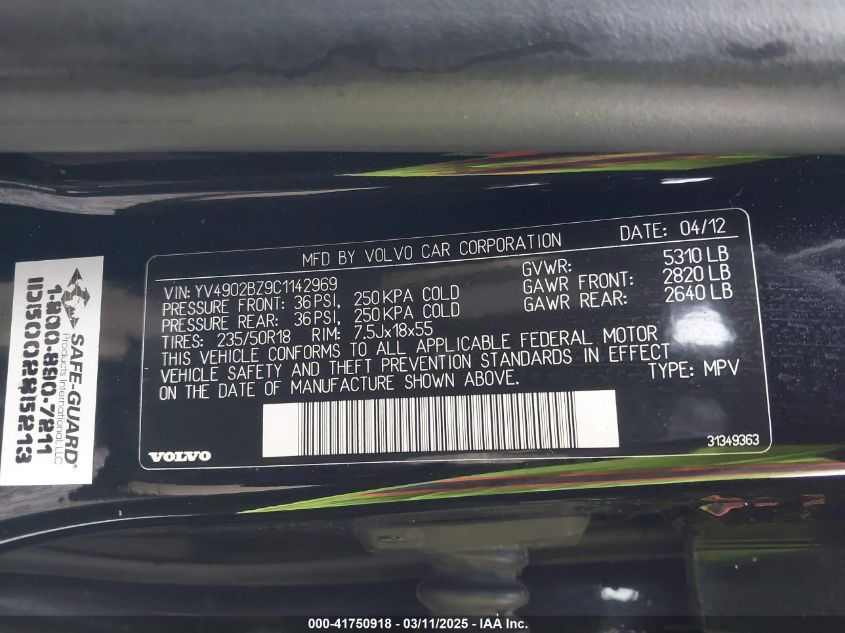 MFD BY VOLVO CAR CORPORATION DATE: 04/12
VIN: YV4902BZ9C1142969
PRESSURE FRONT: 36 PSI, 250 KPA COLD
PRESSURE REAR: 36 PSI, 250 KPA COLD
TIRES: 235/50R18 RIM: 7,5Jx18x55
GVWR: 5310 LB
GAWR FRONT: 2820 LB
GAWR REAR: 2640 LB
THIS VEHICLE CONFORMS TO ALL APPLICABLE FEDERAL MOTOR
VEHICLE SAFETY AND THEFT PREVENTION STANDARDS IN EFFECT
ON THE DATE OF MANUFACTURE SHOWN ABOVE.
TYPE: MPV
VOLVO
31349363
SAFE-GUARD
Products International, LLC
1-800-890-7211
000-41750918 - 03/11/2025 - IAA Inc.